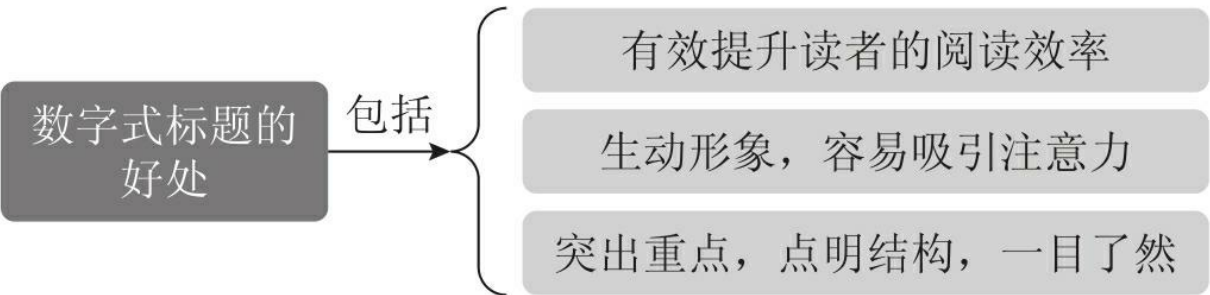 数字式标题的
好处
包括
有效提升读者的阅读效率
生动形象，容易吸引注意力
突出重点，点明结构，一目了然